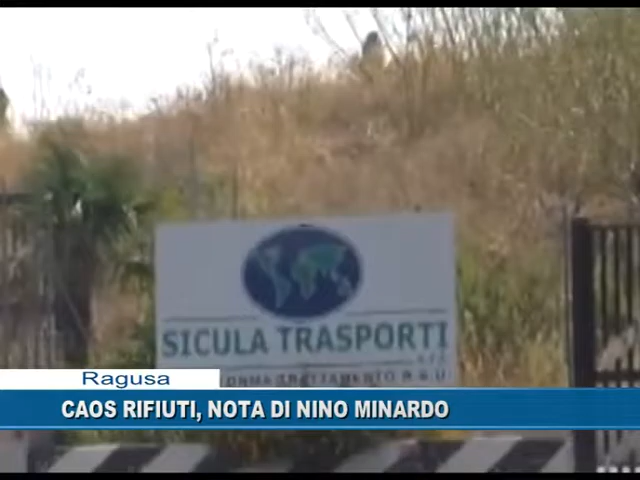 SICULA TRASPORTI
Ragusa
CAOS RIFIUTI, NOTA DI NINO MINARDO